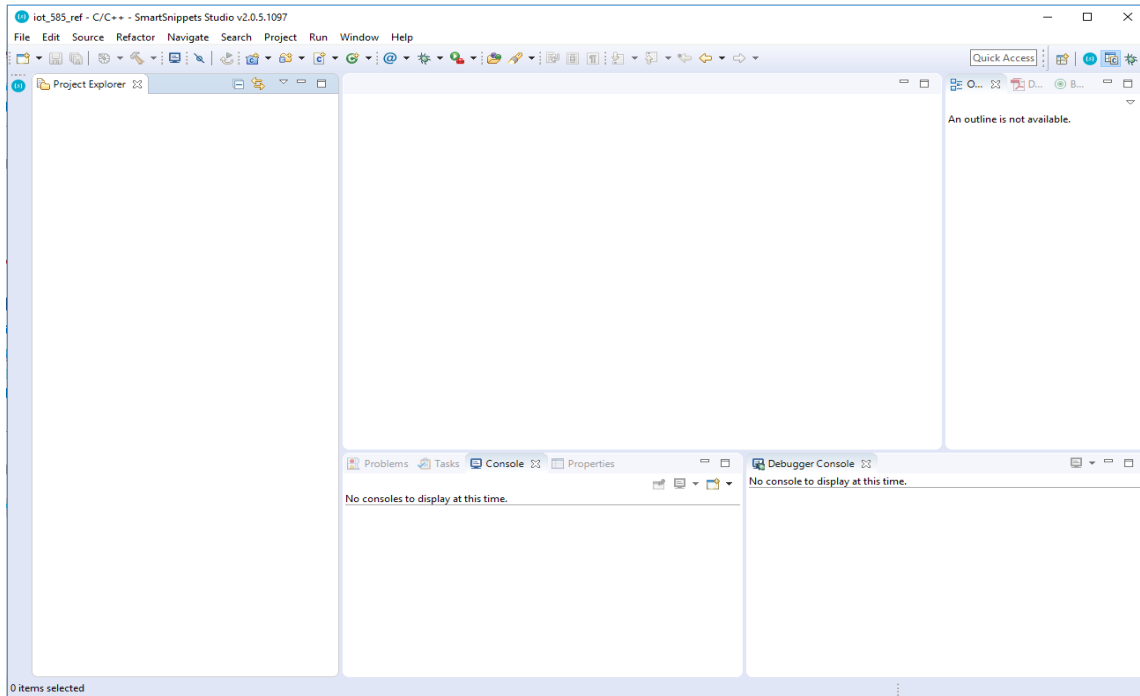 iot_585_ref - C/C++ - SmartSnippets Studio v2.0.5.1097
File Edit Source Refactor Navigate Search Project Run Window Help
Quick Access
Project Explorer
O... D... B...
An outline is not available.
Problems Tasks Console Properties
No consoles to display at this time.
Debugger Console
No console to display at this time.
0 items selected